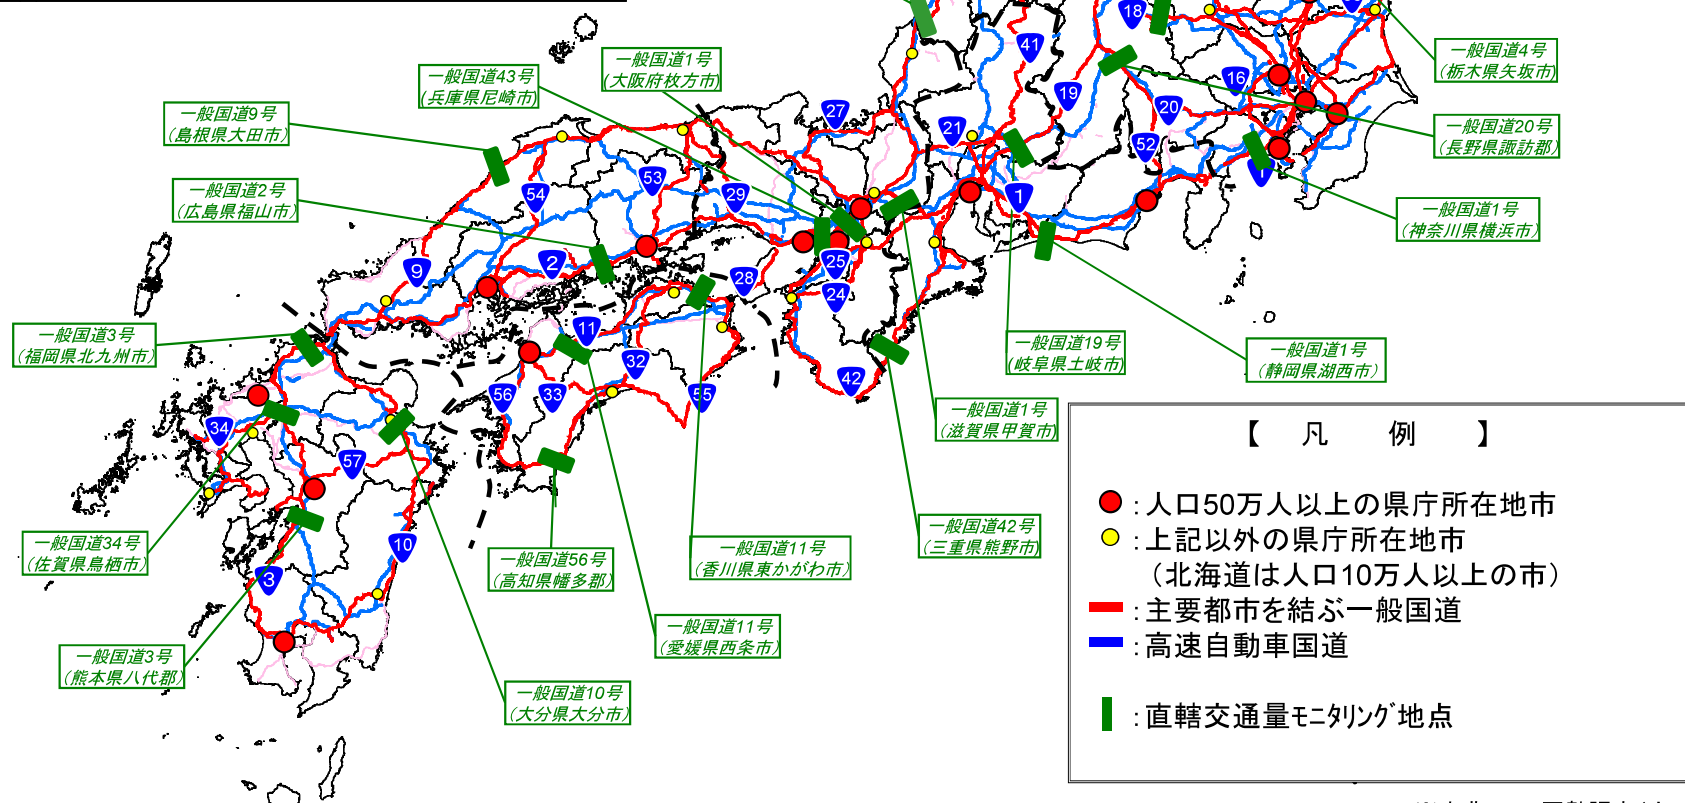 一般国道1号
(大阪府枚方市)
一般国道43号
(兵庫県尼崎市)
一般国道9号
(島根県大田市)
一般国道2号
(広島県福山市)
一般国道3号
(福岡県北九州市)
一般国道34号
(佐賀県鳥栖市)
一般国道3号
(熊本県八代郡)
一般国道10号
(大分県大分市)
一般国道56号
(高知県幡多郡)
一般国道11号
(愛媛県西条市)
一般国道11号
(香川県東かがわ市)
一般国道42号
(三重県熊野市)
一般国道1号
(滋賀県甲賀市)
一般国道19号
(岐阜県土岐市)
一般国道1号
(静岡県湖西市)
一般国道1号
(神奈川県横浜市)
一般国道20号
(長野県諏訪郡)
一般国道4号
(栃木県矢坂市)
18
41
16
19
20
27
21
52
53
54
29
1
1
9
2
28
25
24
11
32
42
56
33
55
34
57
10
3
【 凡 例 】
:人口50万人以上の県庁所在地市
:上記以外の県庁所在地市
(北海道は人口10万人以上の市)
:主要都市を結ぶ一般国道
:高速自動車国道
:直轄交通量ﾓﾆﾀﾘﾝｸﾞ地点